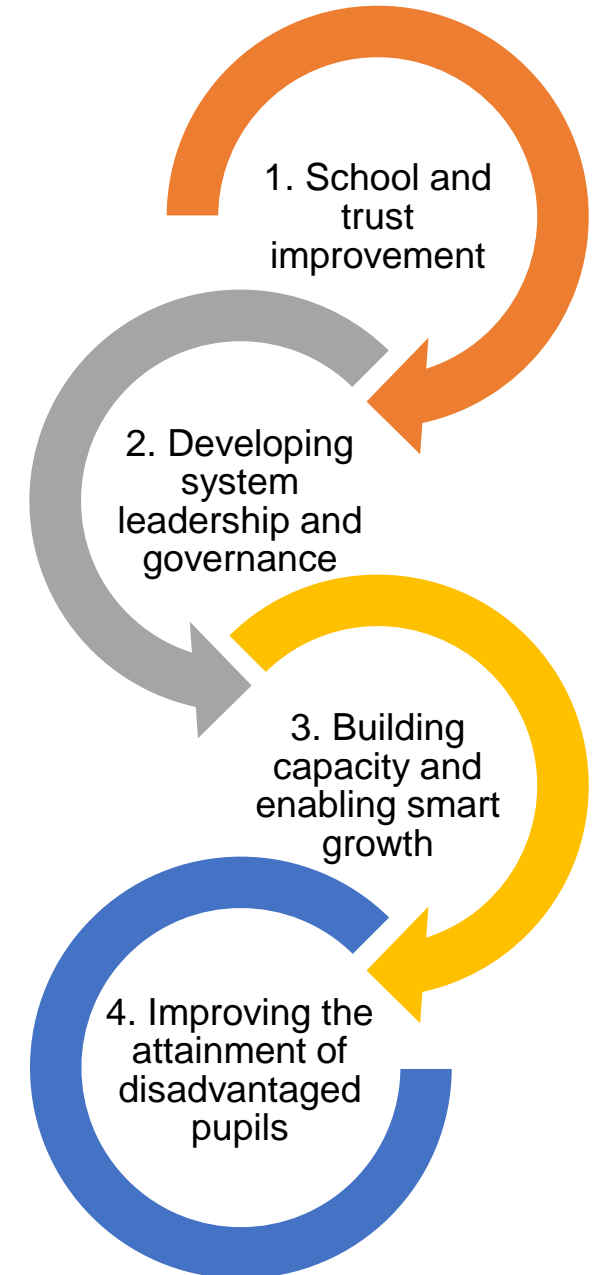 1. School and
trust
improvement
2. Developing
system
leadership and
governance
3. Building
capacity and
enabling smart
growth
4. Improving the
attainment of
disadvantaged
pupils